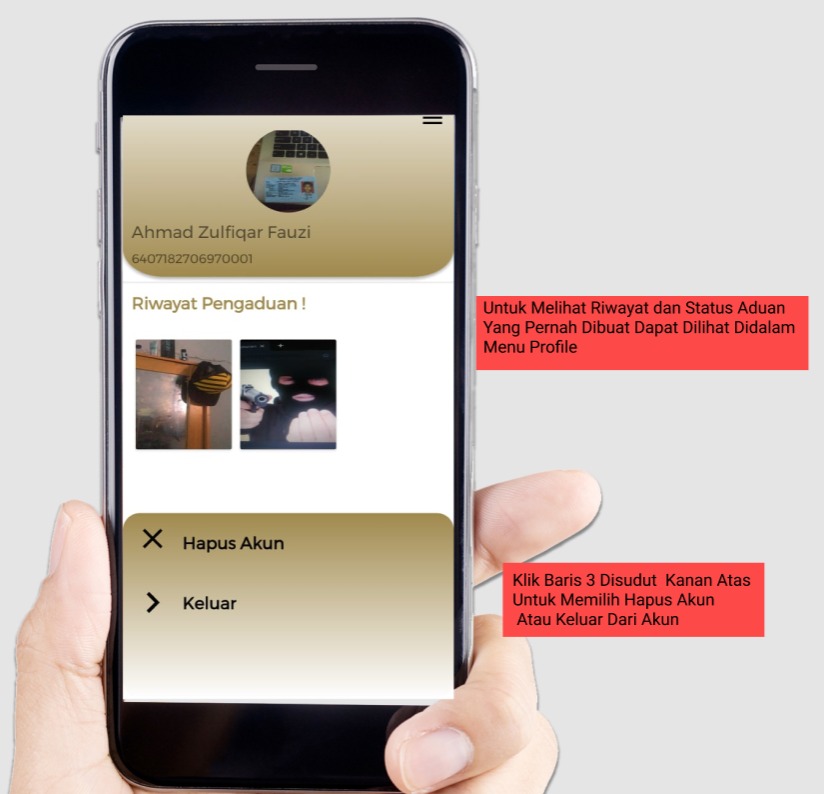 Ahmad Zulfiqar Fauzi
6407182706970001
Riwayat Pengaduan !
Untuk Melihat Riwayat dan Status Aduan
Yang Pernah Dibuat Dapat Dilihat Didalam
Menu Profile
Hapus Akun
Keluar
Klik Baris 3 Disudut Kanan Atas
Untuk Memilih Hapus Akun
Atau Keluar Dari Akun